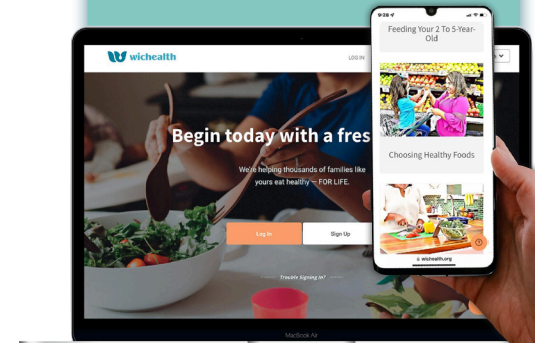 wichealth
LOG IN
Begin today with a fres
We're helping thousands of families like
yours eat healthy — FOR LIFE.
Log In
Sign Up
Trouble Signing In?
MacBook Air
9:26
Feeding Your 2 To 5-Year-
Old
Choosing Healthy Foods
wichealth.org